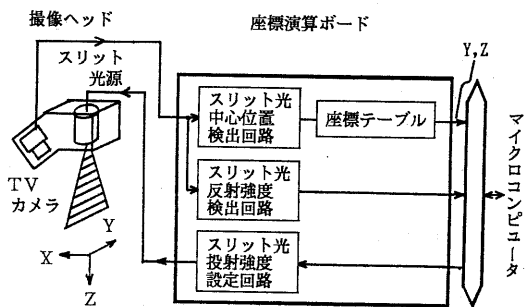 撮像ヘッド
座標演算ボード
スリット
光源
Y,Z
スリット光
中心位置
検出回路
座標テーブル
スリット光
反射強度
検出回路
マイクロコンピュータ
TV
カメラ
Y
X
Z
スリット光
投射強度
設定回路